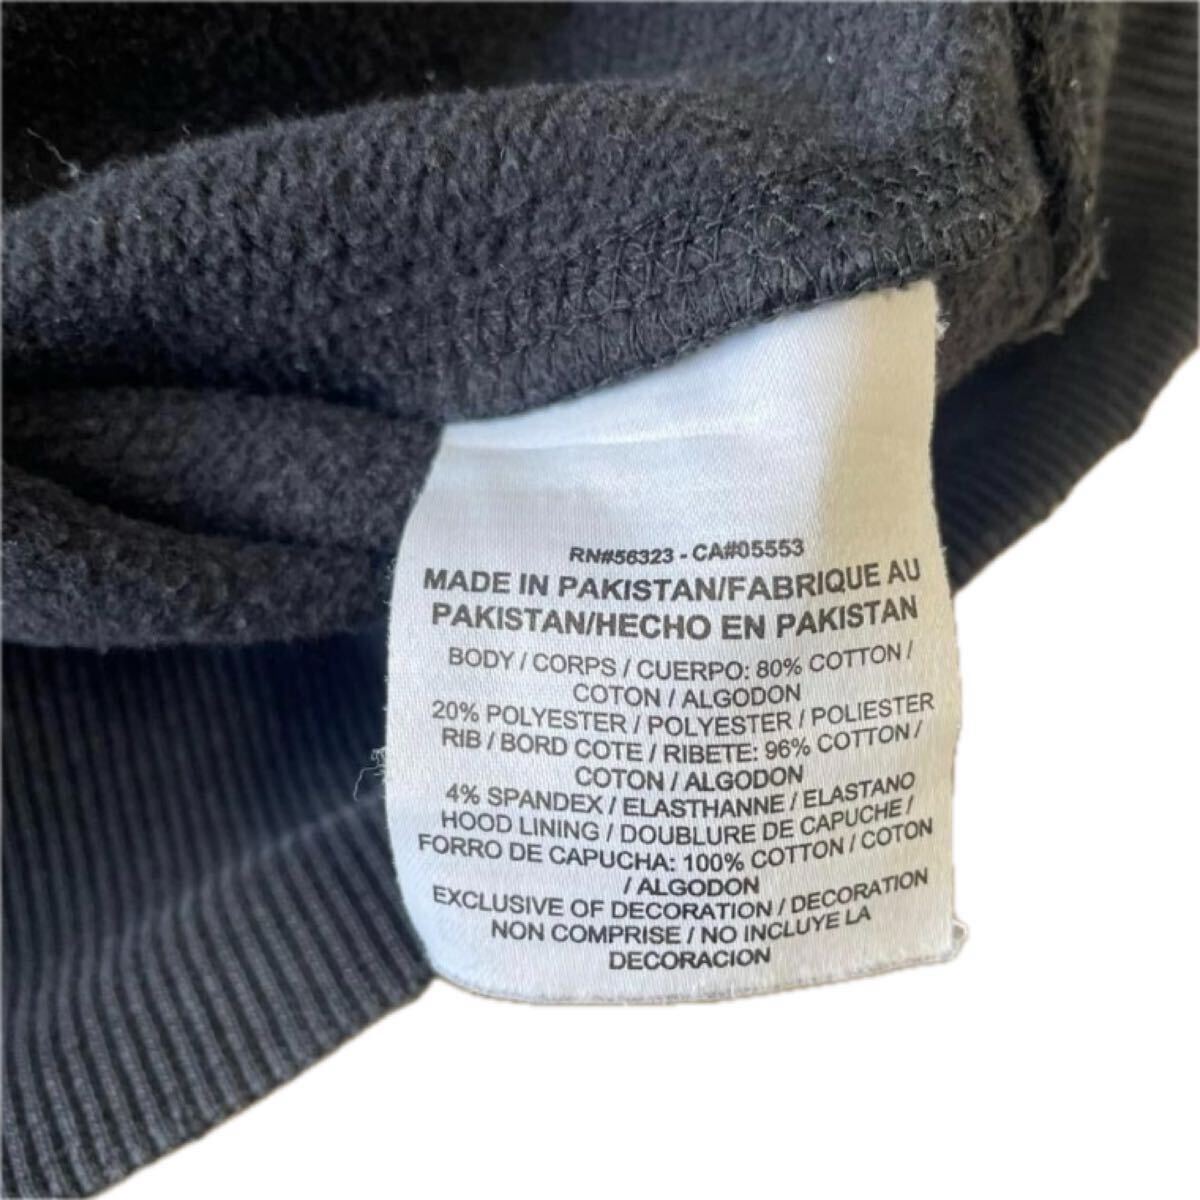 RN#56323 - CA#05553
MADE IN PAKISTAN/FABRIQUE AU
PAKISTAN/HECHO EN PAKISTAN
BODY / CORPS / CUERPO: 80% COTTON /
COTON / ALGODON
20% POLYESTER / POLYESTER / POLIESTER
RIB / BORD COTE / RIBETE: 96% COTTON /
COTON / ALGODON
4% SPANDEX / ELASTHANNE / ELASTANO
HOOD LINING / DOUBLURE DE CAPUCHE /
FORRO DE CAPUCHA: 100% COTTON / COTON
/ ALGODON
EXCLUSIVE OF DECORATION / DECORATION
NON COMPRISE / NO INCLUYE LA
DECORACION